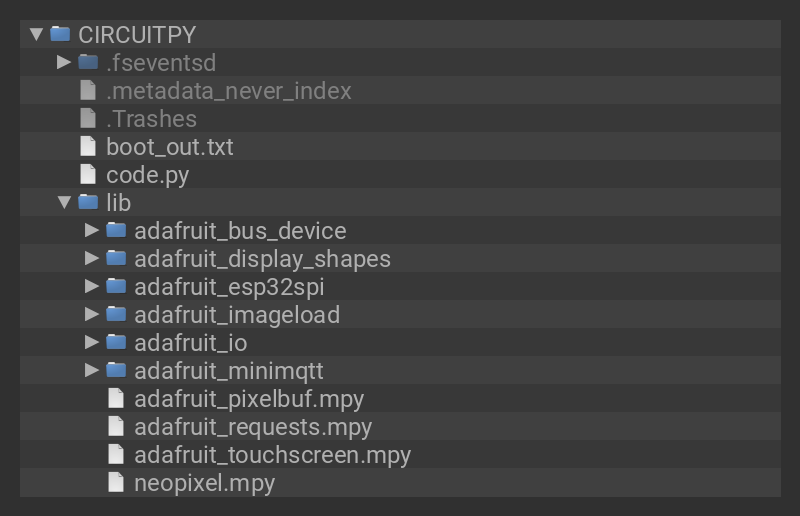 CIRCUITPY
.fseventsd
.metadata_never_index
.Trashes
boot_out.txt
code.py
lib
adafruit_bus_device
adafruit_display_shapes
adafruit_esp32spi
adafruit_imageload
adafruit_io
adafruit_minimqtt
adafruit_pixelbuf.mpy
adafruit_requests.mpy
adafruit_touchscreen.mpy
neopixel.mpy